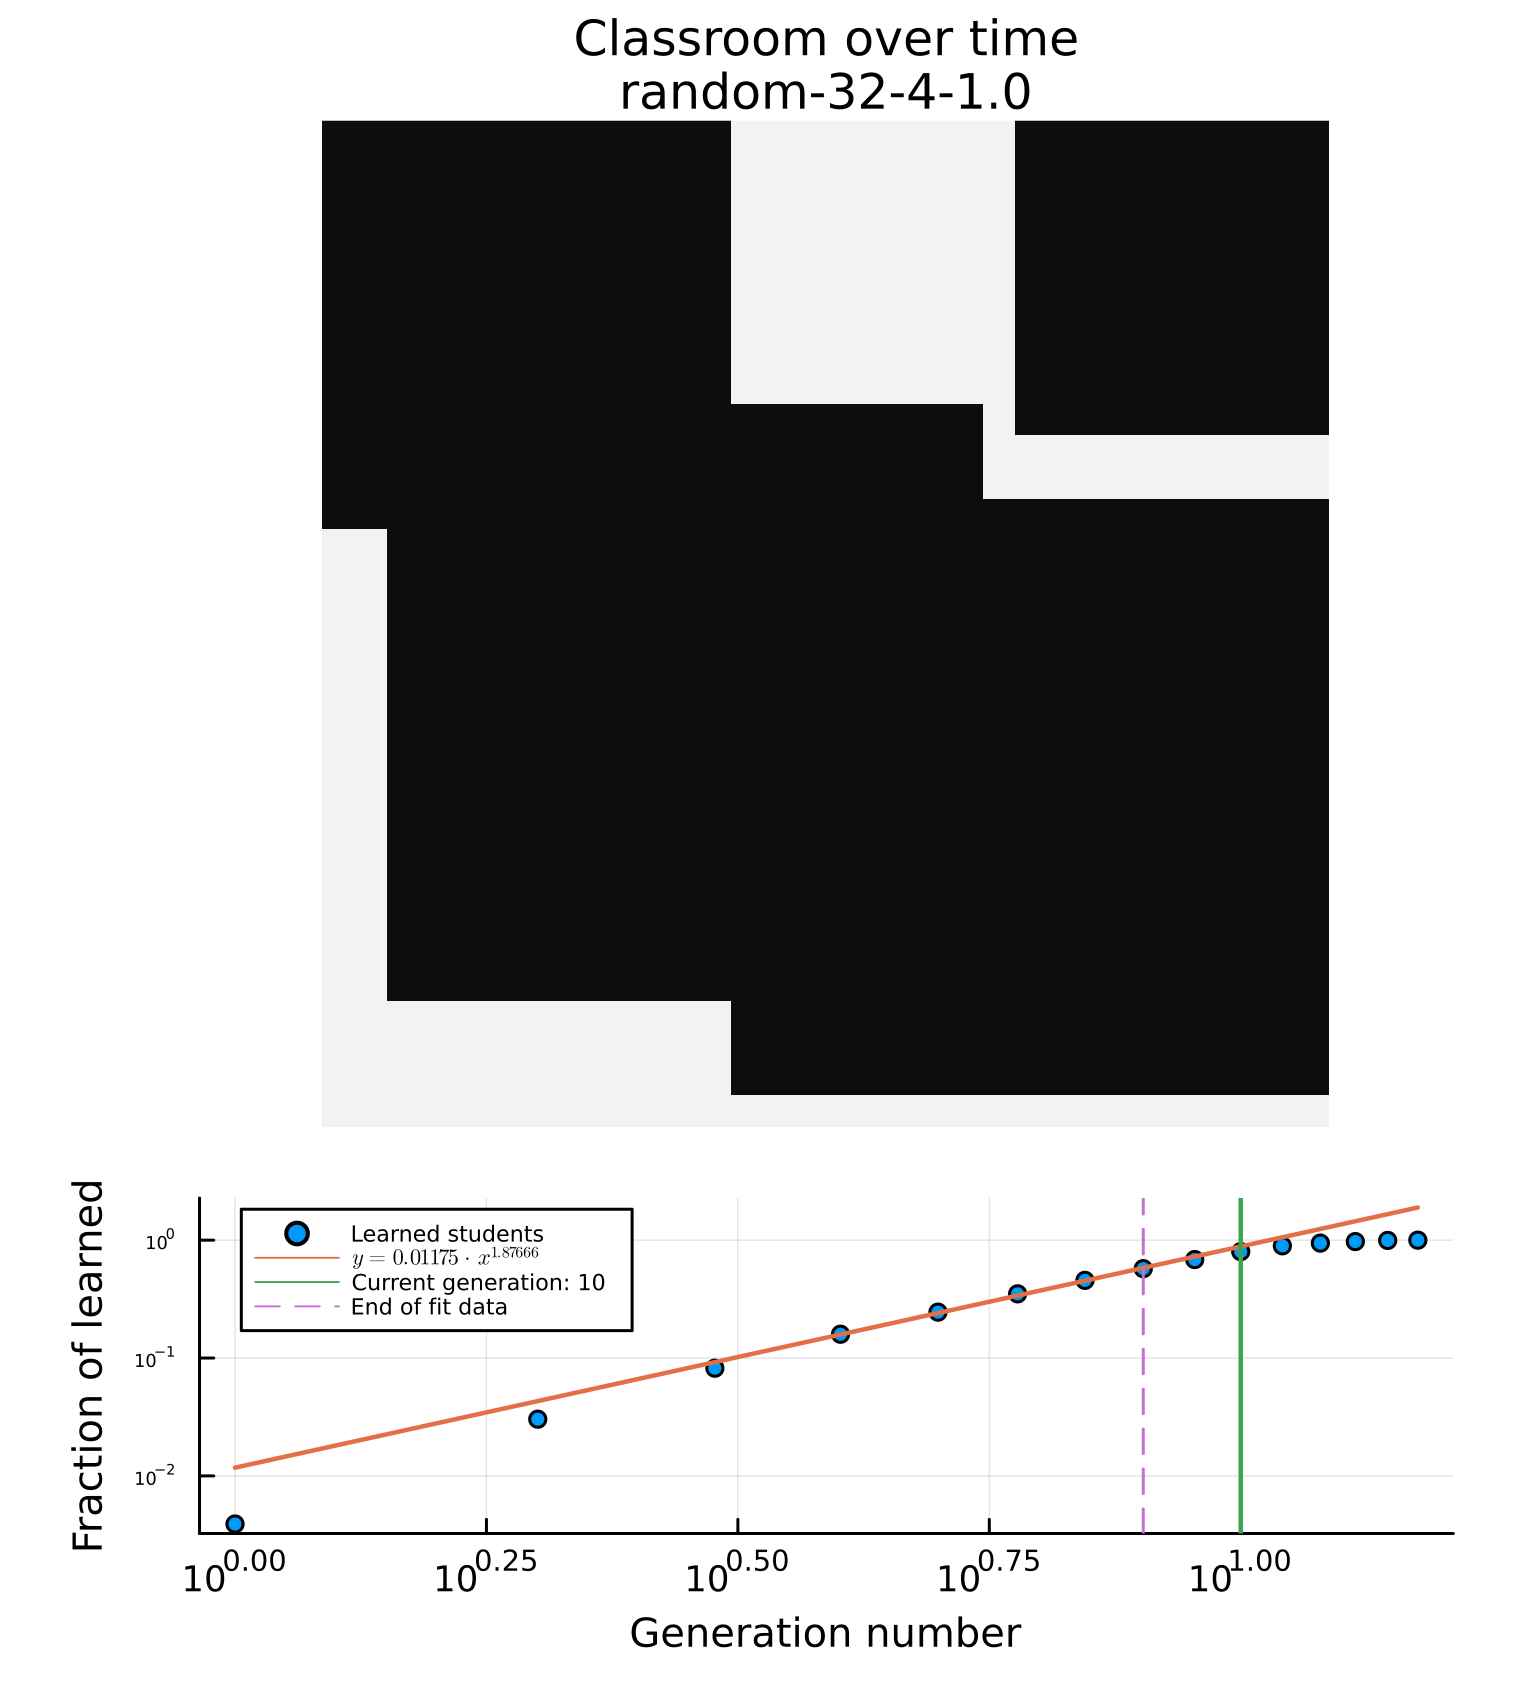 Classroom over time
random-32-4-1.0
Fraction of learned
10^0
10^-1
10^-2
Learned students
y = 0.01175 · x^1.87666
Current generation: 10
End of fit data
10^0.00 10^0.25 10^0.50 10^0.75 10^1.00
Generation number